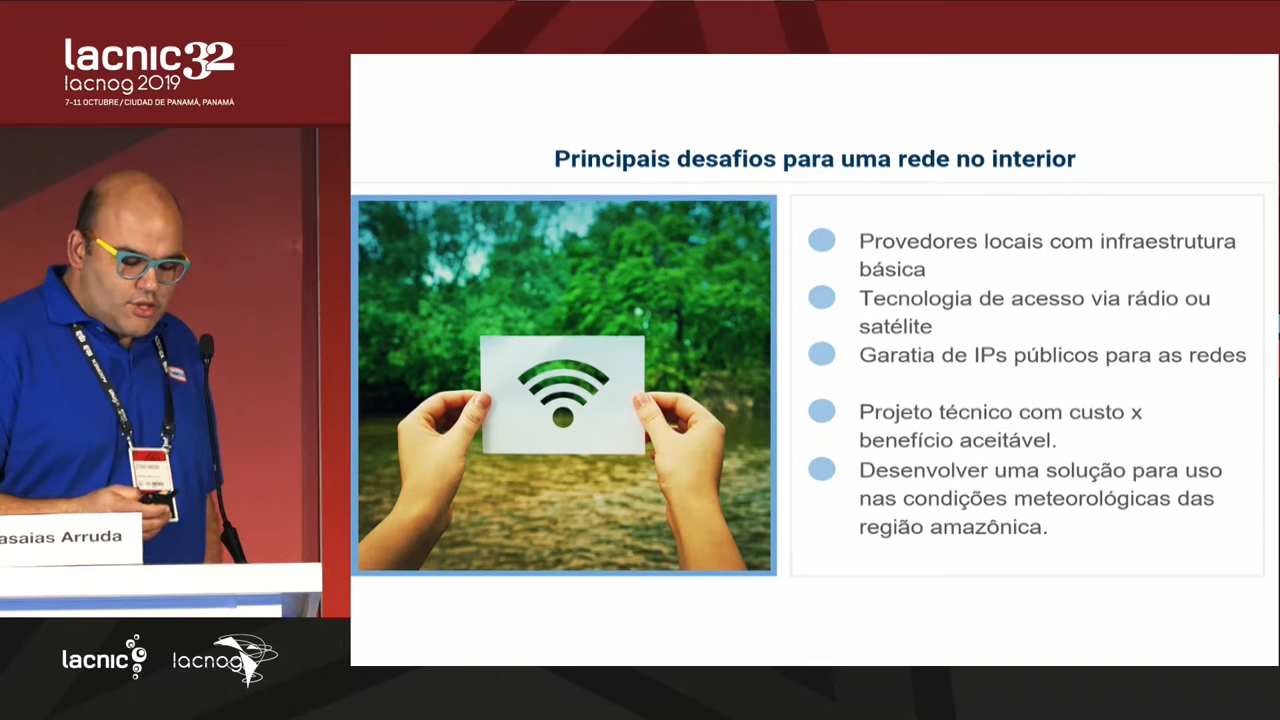 lacnic 32
lacnog 2019
7-11 OCTUBRE / CIUDAD DE PANAMÁ, PANAMÁ
Principais desafios para uma rede no interior
Provedores locais com infraestrutura
básica
Tecnologia de acesso via rádio ou
satélite
Garatia de IPs públicos para as redes
Projeto técnico com custo x
benefício aceitável.
Desenvolver uma solução para uso
nas condições meteorológicas das
região amazônica.
asaias Arruda
lacnic
lacnog